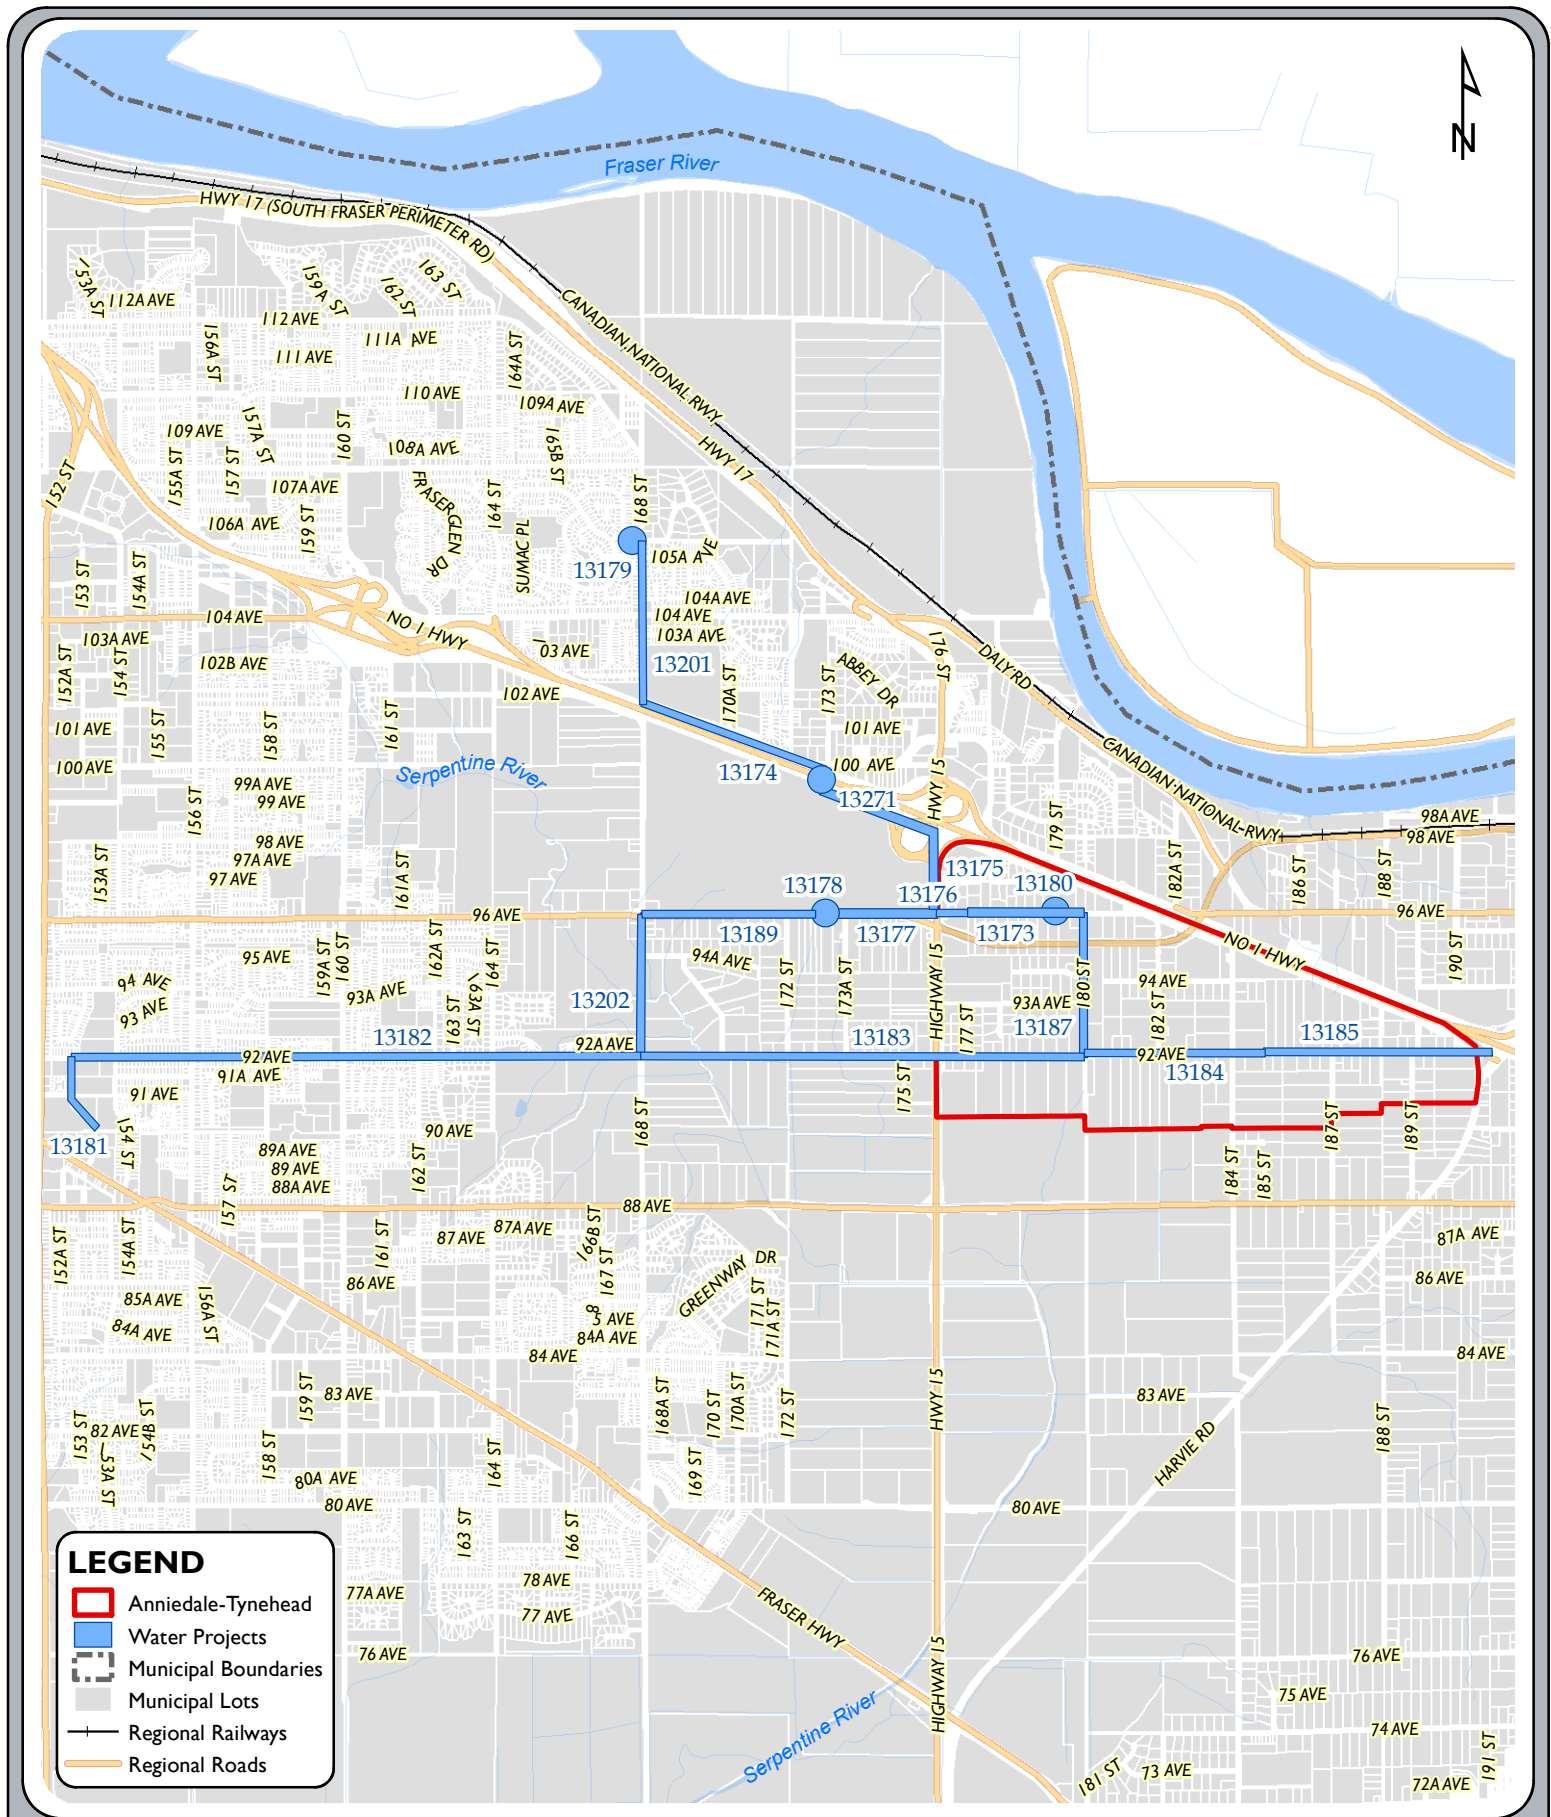 N
Fraser River
HWY 17 (SOUTH FRASER PERIMETER RD)
153A ST
112A AVE
159A ST
162 ST
163 ST
CANADIAN NATIONAL RWY
112 AVE
111A AVE
156A ST
111 AVE
164A ST
110 AVE
109A AVE
109 AVE
157A ST
160 ST
108A AVE
165B ST
HWY 17
152 ST
155A ST
157 ST
107A AVE
FRASERGLEN DR
164 ST
168 ST
106A AVE
159 ST
SUMAC PL
105A AVE
153 ST
154A ST
13179
104A AVE
104 AVE
104 AVE
NO 1 HWY
103A AVE
103A AVE
103 AVE
176 ST
DALY RD
152A ST
154 ST
102B AVE
13201
ABBEY DR
102 AVE
170A ST
173 ST
101 AVE
155 ST
158 ST
161 ST
101 AVE
100 AVE
Serpentine River
13174
100 AVE
HWY 15
CANADIAN NATIONAL RWY
99A AVE
99 AVE
156 ST
13271
179 ST
98A AVE
98 AVE
98 AVE
97A AVE
97 AVE
153A ST
161A ST
13175
13178
13176
13180
182A ST
186 ST
188 ST
96 AVE
96 AVE
13189
13177
13173
NO 1 HWY
95 AVE
159A ST
160 ST
162A ST
164 ST
94A AVE
172 ST
173A ST
HIGHWAY 15
180 ST
190 ST
94 AVE
93A AVE
163A ST
94 AVE
93 AVE
163 ST
13202
93A AVE
177 ST
13187
182 ST
13182
92A AVE
13183
13185
92 AVE
92 AVE
91A AVE
13184
175 ST
91 AVE
168 ST
154 ST
90 AVE
187 ST
189 ST
13181
89A AVE
89 AVE
88A AVE
162 ST
184 ST
185 ST
157 ST
88 AVE
152A ST
154A ST
161 ST
87 AVE
87A AVE
166B ST
167 ST
GREENWAY DR
87A AVE
86 AVE
86 AVE
85A AVE
156A ST
85 AVE
171 ST
171A ST
84A AVE
84A AVE
84 AVE
84 AVE
159 ST
83 AVE
168A ST
170 ST
170A ST
172 ST
HWY 15
83 AVE
188 ST
153 ST
82 AVE
154B ST
153A ST
158 ST
164 ST
169 ST
HARVIE RD
80A AVE
80 AVE
80 AVE
163 ST
166 ST
78 AVE
77A AVE
77 AVE
FRASER HWY
76 AVE
76 AVE
HIGHWAY 15
75 AVE
Serpentine River
74 AVE
181 ST
73 AVE
191 ST
72A AVE
LEGEND
Anniedale-Tynehead
Water Projects
Municipal Boundaries
Municipal Lots
Regional Railways
Regional Roads